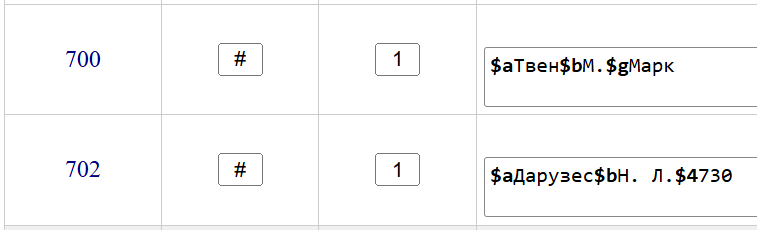 700 # 1 $aТвен$bМ.$gМарк
702 # 1 $aДарузес$bН. Л.$4730